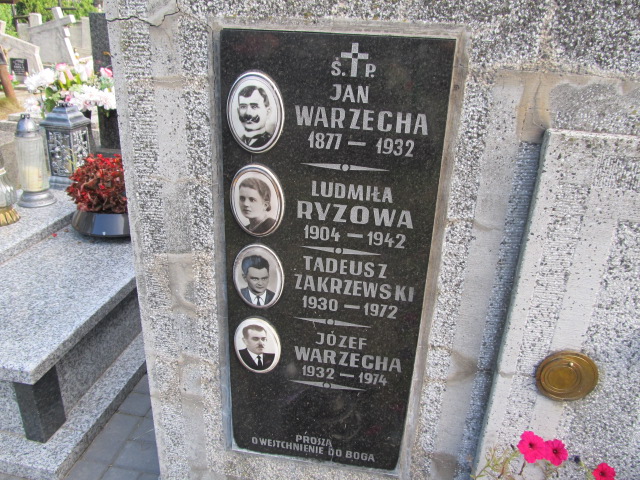 Ś. P.
JAN
WARZECHA
1877 — 1932
LUDMIŁA
RYZOWA
1904 — 1942
TADEUSZ
ZAKRZEWSKI
1930 — 1972
JÓZEF
WARZECHA
1932 — 1974
PROSZĄ
O WESTCHNIENIE DO BOGA